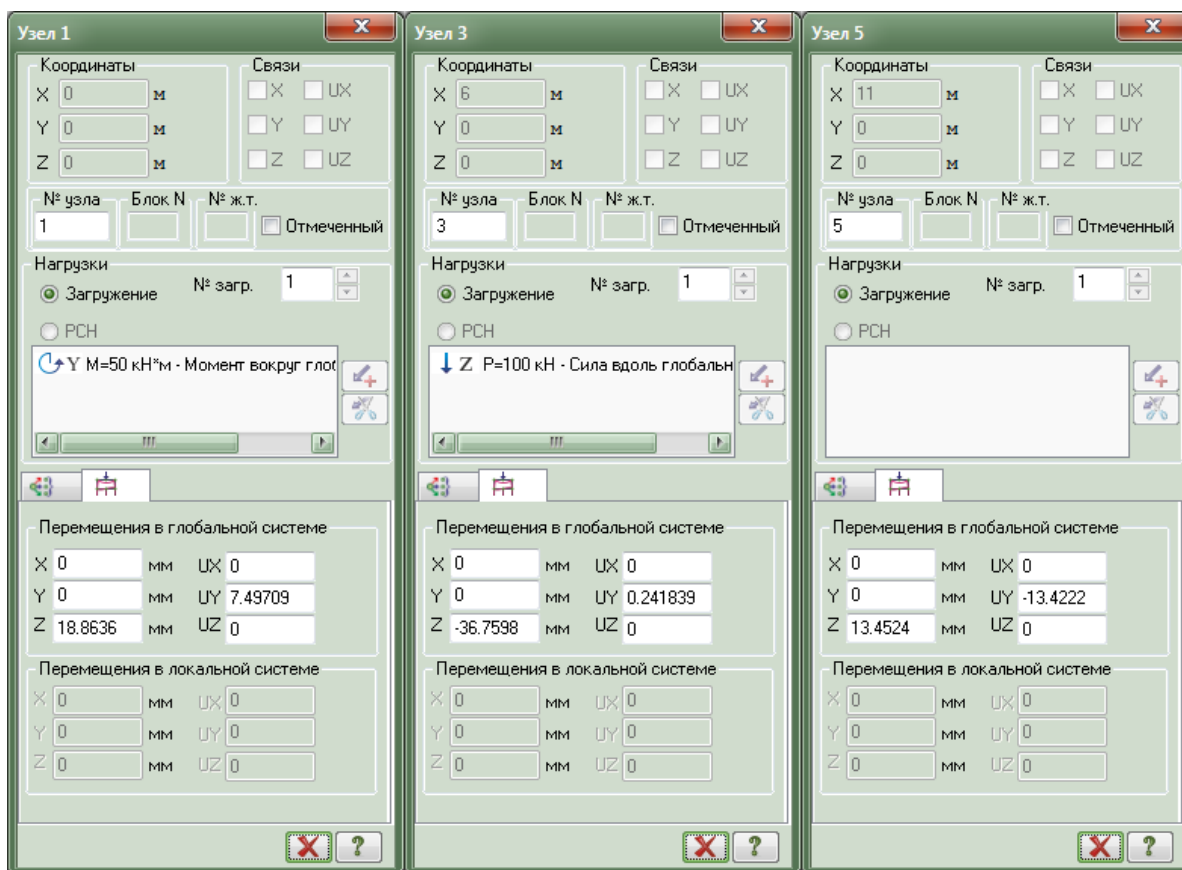 Узел 1
Координаты
Связи
X 0 м
X UX
Y 0 м
Y UY
Z 0 м
Z UZ
№ узла
Блок N
№ ж.т.
1
Отмеченный
Нагрузки
Загружение
№ загр. 1
РСН
Y M=50 кН*м - Момент вокруг глоб
Перемещения в глобальной системе
X 0 мм UX 0
Y 0 мм UY 7.49709
Z 18.8636 мм UZ 0
Перемещения в локальной системе
X 0 мм UX 0
Y 0 мм UY 0
Z 0 мм UZ 0
?
Узел 3
Координаты
Связи
X 6 м
X UX
Y 0 м
Y UY
Z 0 м
Z UZ
№ узла
Блок N
№ ж.т.
3
Отмеченный
Нагрузки
Загружение
№ загр. 1
РСН
Z P=100 кН - Сила вдоль глобальн
Перемещения в глобальной системе
X 0 мм UX 0
Y 0 мм UY 0.241839
Z -36.7598 мм UZ 0
Перемещения в локальной системе
X 0 мм UX 0
Y 0 мм UY 0
Z 0 мм UZ 0
?
Узел 5
Координаты
Связи
X 11 м
X UX
Y 0 м
Y UY
Z 0 м
Z UZ
№ узла
Блок N
№ ж.т.
5
Отмеченный
Нагрузки
Загружение
№ загр. 1
РСН
Перемещения в глобальной системе
X 0 мм UX 0
Y 0 мм UY -13.4222
Z 13.4524 мм UZ 0
Перемещения в локальной системе
X 0 мм UX 0
Y 0 мм UY 0
Z 0 мм UZ 0
?